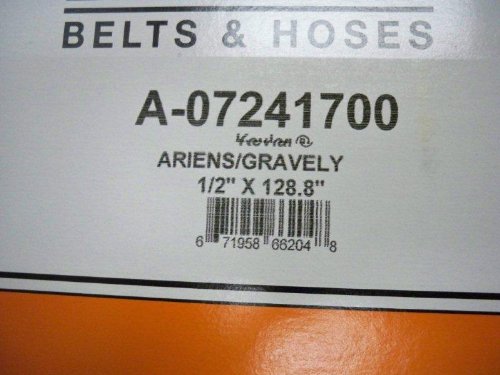 BELTS & HOSES
A-07241700
ARIENS/GRAVELY
1/2" X 128.8"
6 71958 66204 8